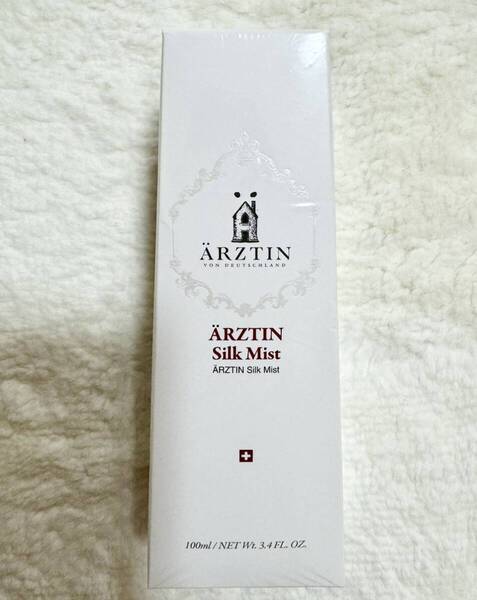 ÄRZTIN
VON DEUTSCHLAND
ÄRZTIN
Silk Mist
ÄRZTIN Silk Mist
100ml / NET Wt. 3.4 FL. OZ.